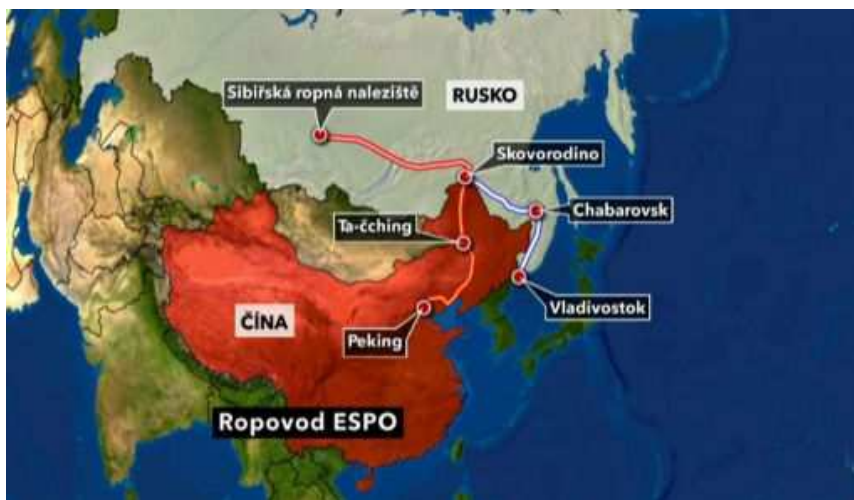 Sibiřská ropná naleziště
RUSKO
Skovorodino
Chabarovsk
Ta-čching
Vladivostok
ČÍNA
Peking
Ropovod ESPO